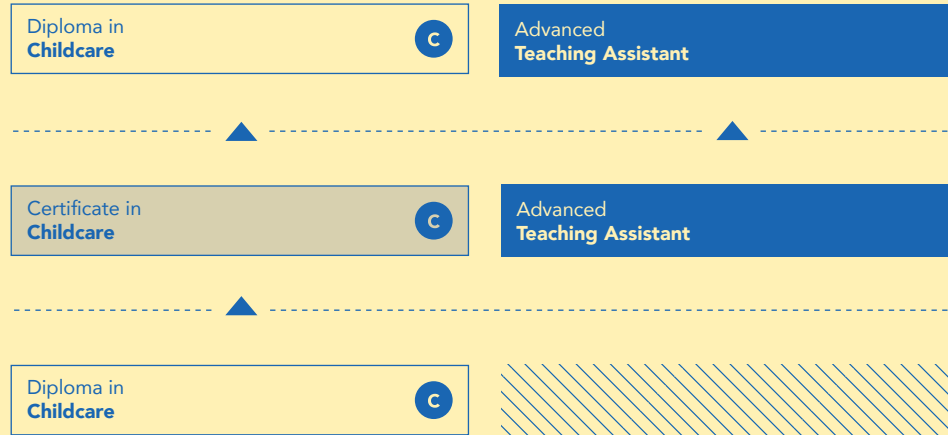 Diploma in
Childcare
C
Advanced
Teaching Assistant
Certificate in
Childcare
C
Advanced
Teaching Assistant
Diploma in
Childcare
C